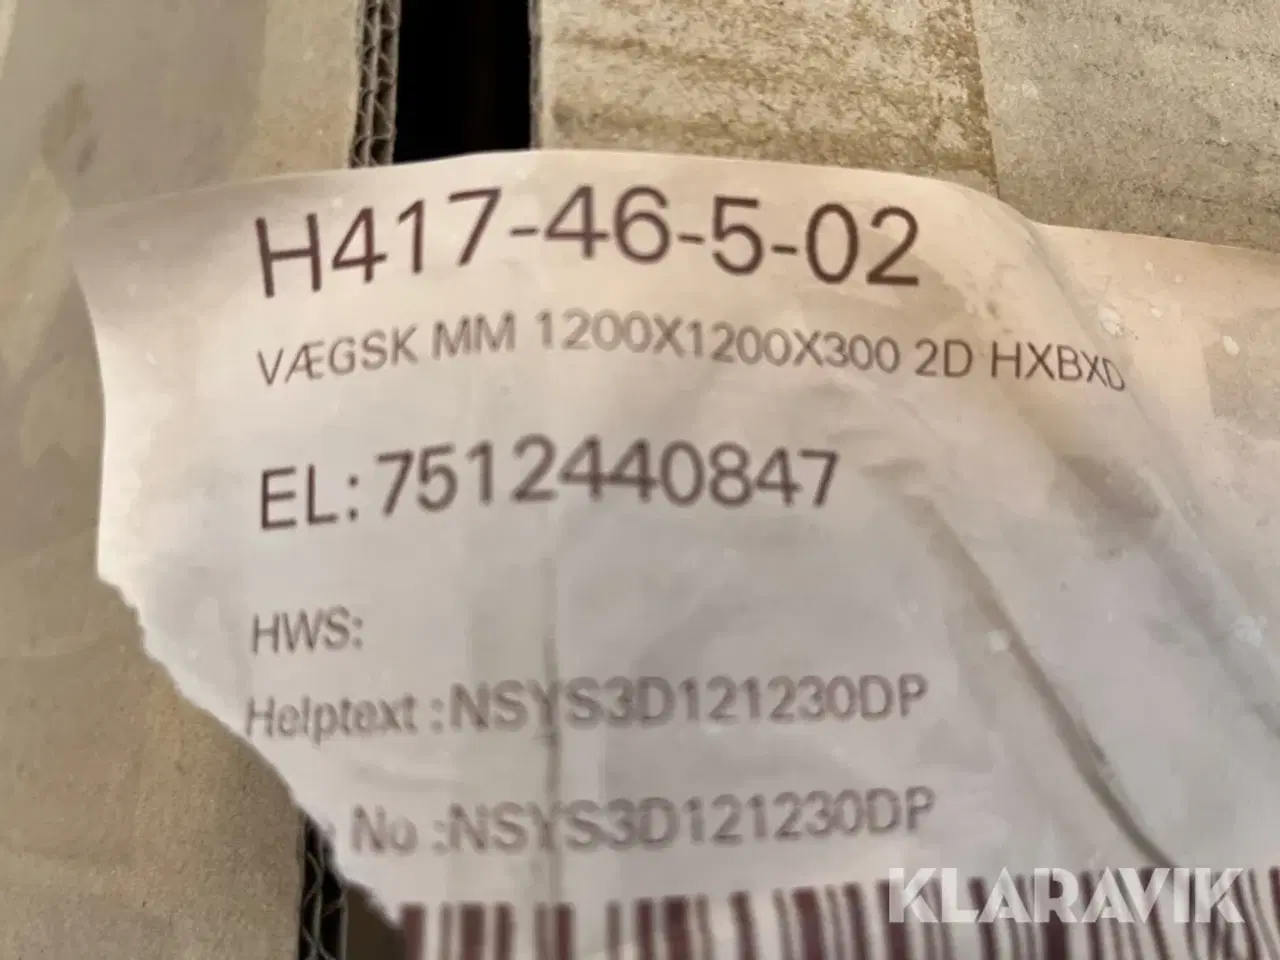 H417-46-5-02
VÆGSK MM 1200X1200X300 2D HXBXD
EL: 7512440847
HWS:
Helptext :NSYS3D121230DP
No :NSYS3D121230DP
KLARAVIK